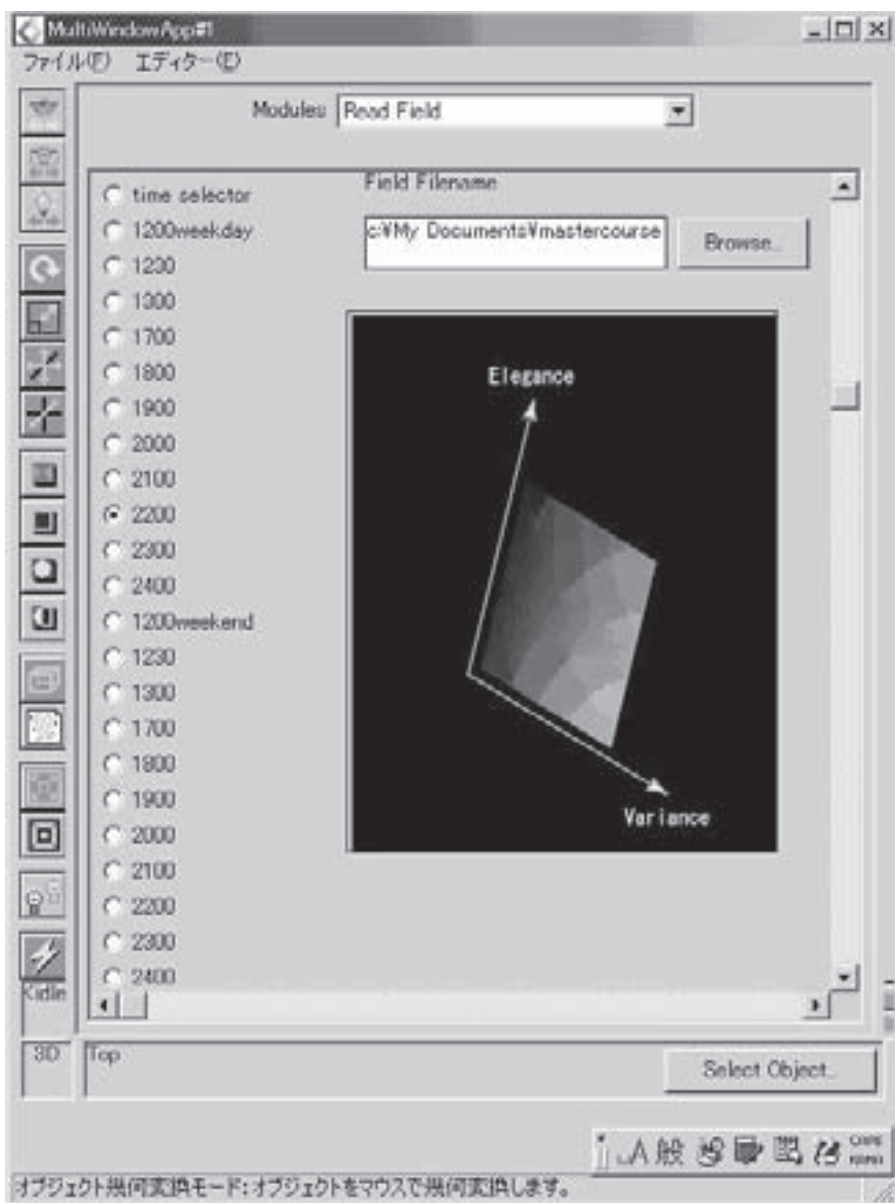 MultiWindowApp#1
ファイル(F) エディター(E)
Modules Read Field
Field Filename
c:¥My Documents¥mastercourse
Browse..
time selector
1200weekday
1230
1300
1700
1800
1900
2000
2100
2200
2300
2400
1200weekend
1230
1300
1700
1800
1900
2000
2100
2200
2300
2400
Elegance
Variance
3D
Top
Select Object..
A 般
オブジェクト幾何変換モード:オブジェクトをマウスで幾何変換します。